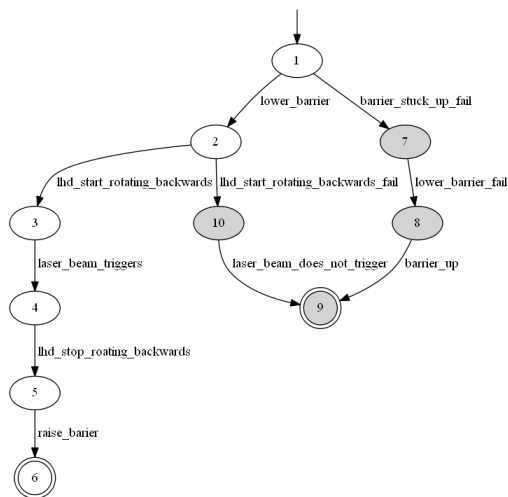 1
lower_barrier
barrier_stuck_up_fail
2
7
lhd_start_rotating_backwards
lhd_start_rotating_backwards_fail
lower_barrier_fail
3
10
8
laser_beam_triggers
laser_beam_does_not_trigger
barrier_up
4
9
lhd_stop_roating_backwards
5
raise_barier
6